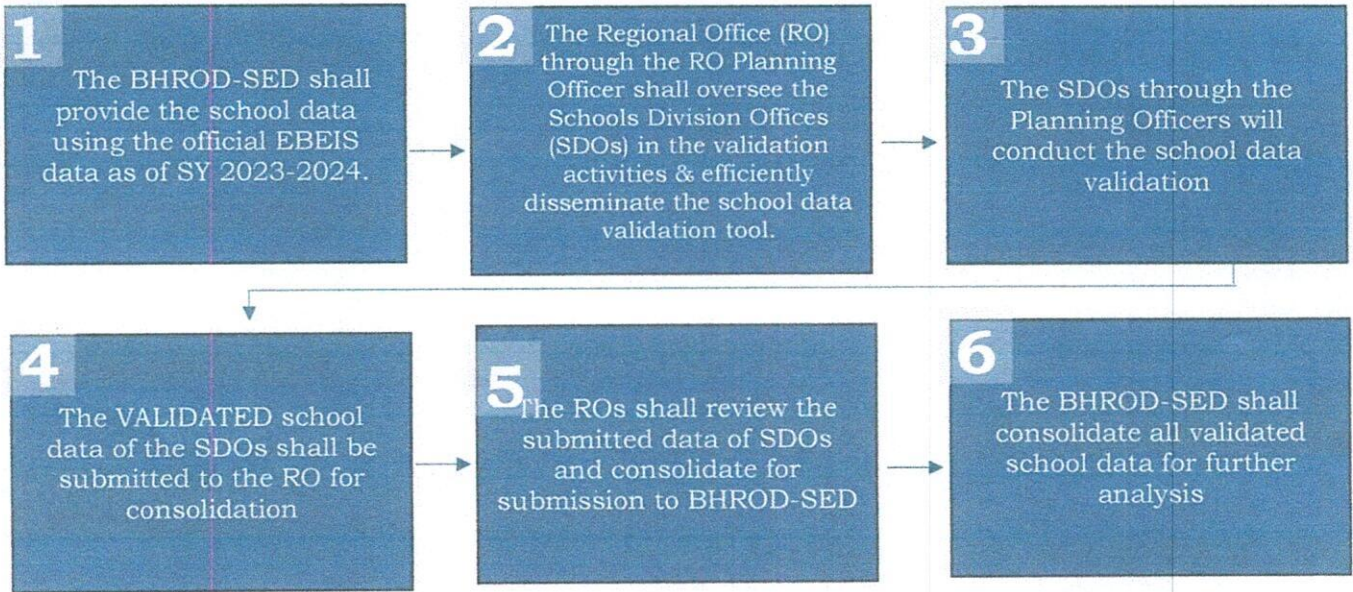 1
The BHROD-SED shall
provide the school data
using the official EBEIS
data as of SY 2023-2024.
2
The Regional Office (RO)
through the RO Planning
Officer shall oversee the
Schools Division Offices
(SDOs) in the validation
activities & efficiently
disseminate the school data
validation tool.
3
The SDOs through the
Planning Officers will
conduct the school data
validation
4
The VALIDATED school
data of the SDOs shall be
submitted to the RO for
consolidation
5
The ROs shall review the
submitted data of SDOs
and consolidate for
submission to BHROD-SED
6
The BHROD-SED shall
consolidate all validated
school data for further
analysis